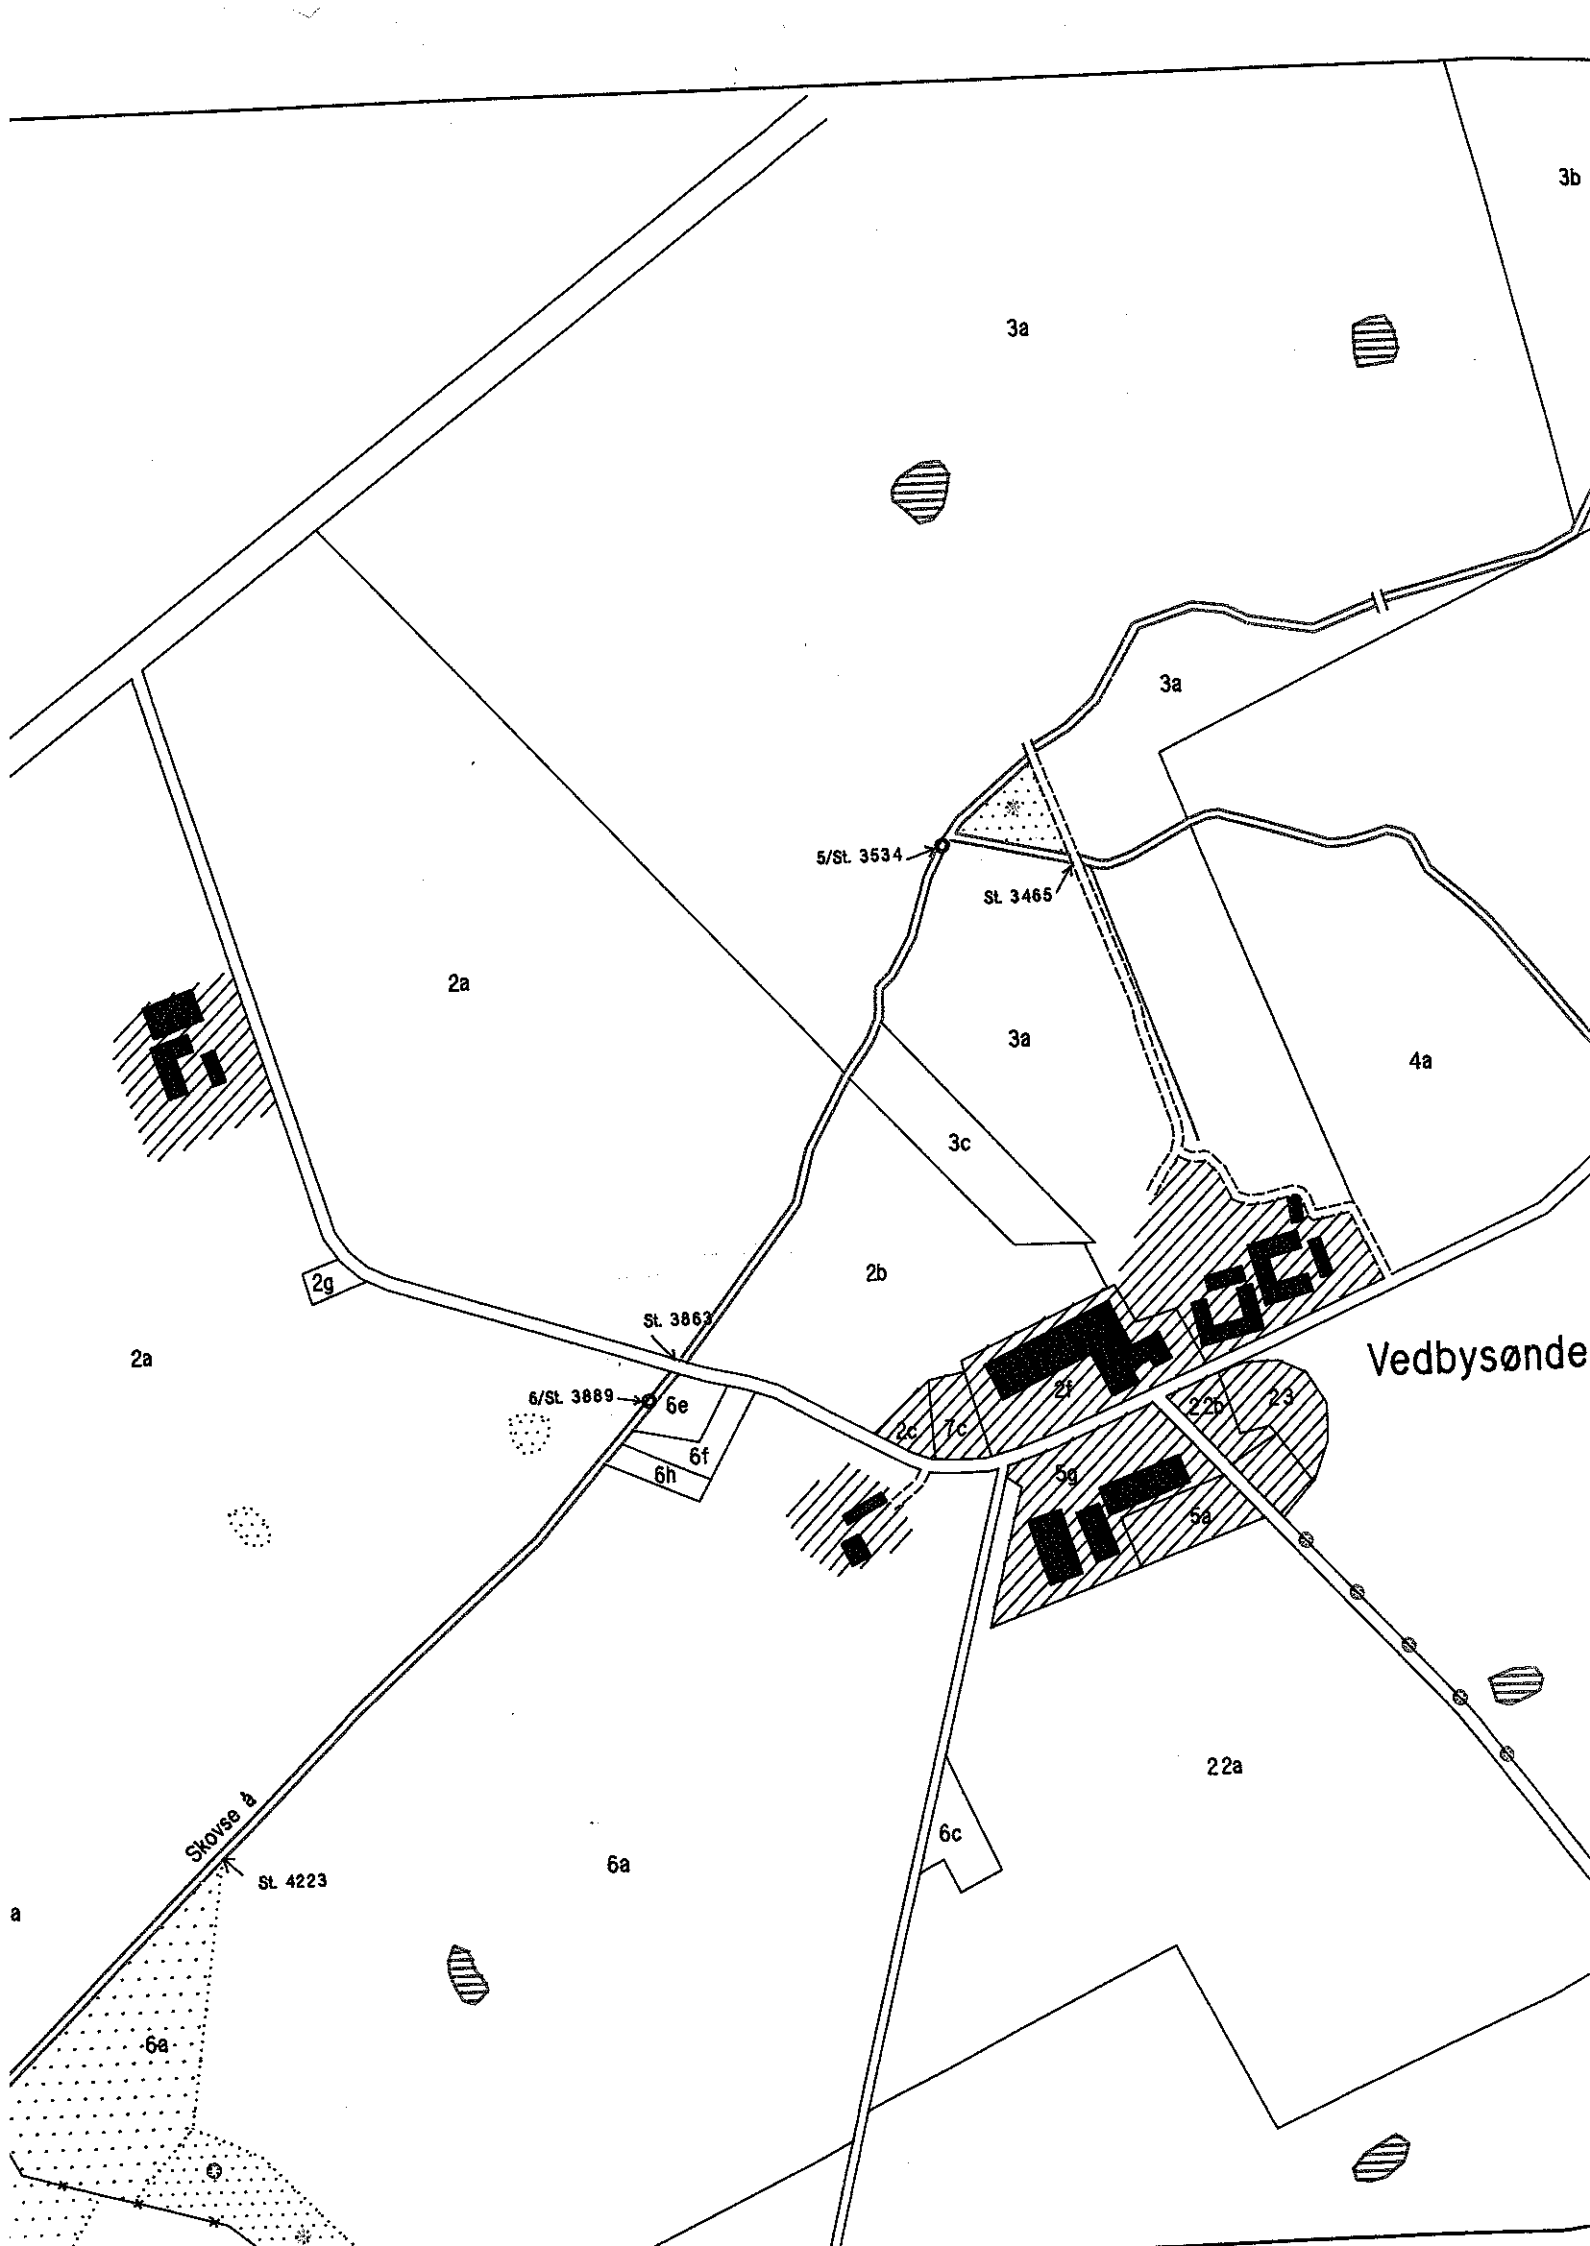 3b
3a
3a
5/St. 3534
St. 3465
2a
3a
4a
3c
2b
2g
St. 3863
2a
Vedbysønde
6/St. 3889
6e
2f
22b
23
2c
7c
6f
6h
5g
5a
22a
Skovse å
6c
6a
St. 4223
a
6a